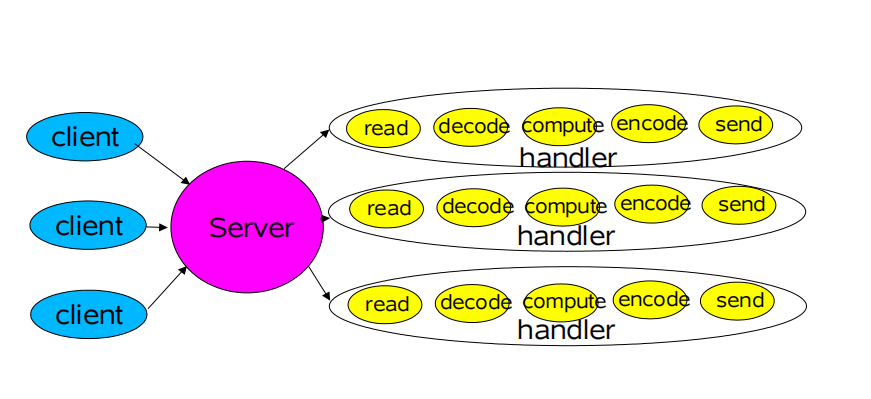 client
client
client
Server
read decode compute encode send
handler
read decode compute encode send
handler
read decode compute encode send
handler